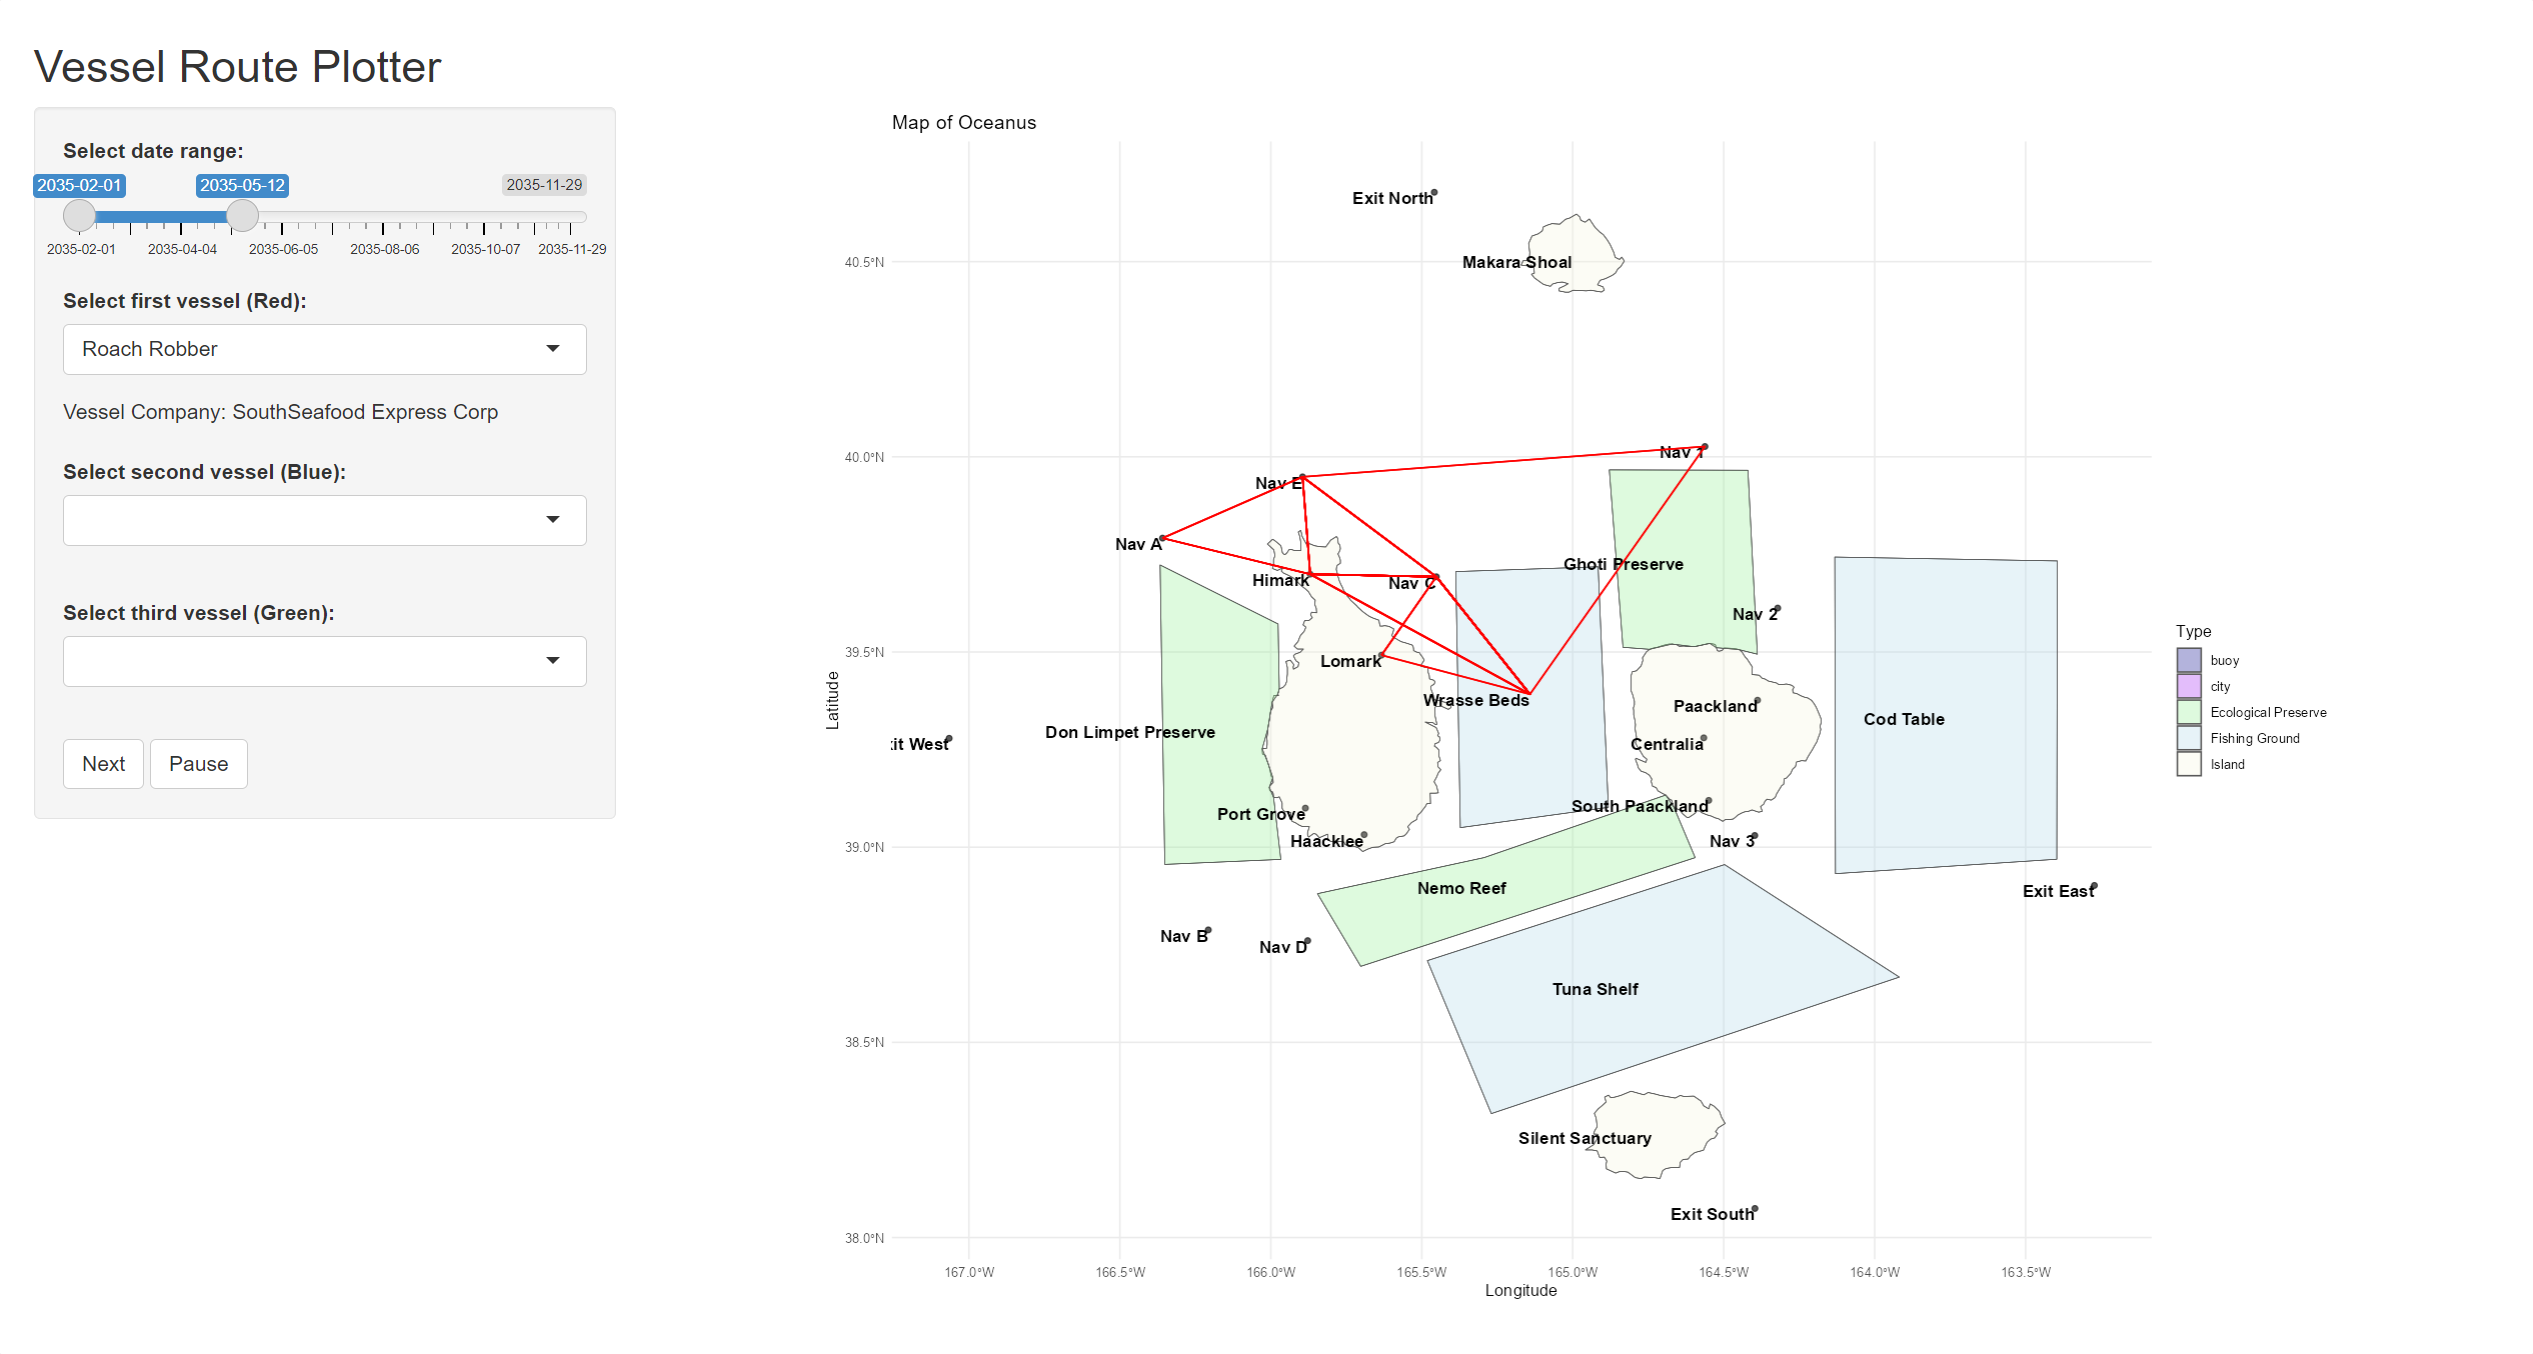 Vessel Route Plotter
Select date range:
2035-02-01 2035-05-12 2035-11-29
2035-02-01 2035-04-04 2035-06-05 2035-08-06 2035-10-07 2035-11-29
Select first vessel (Red):
Roach Robber
Vessel Company: SouthSeafood Express Corp
Select second vessel (Blue):
Select third vessel (Green):
Next Pause
Map of Oceanus
Exit North
Makara Shoal
40.5°N
40.0°N
39.5°N
39.0°N
38.5°N
38.0°N
Latitude
Nav 1
Nav E
Nav A
Himark
Nav C
Ghoti Preserve
Nav 2
Lomark
Wrasse Beds
Paackland
Cod Table
Don Limpet Preserve
xit West
Centralia
Port Grove
South Paackland
Haacklee
Nav 3
Nemo Reef
Exit East
Nav B
Nav D
Tuna Shelf
Silent Sanctuary
Exit South
167.0°W 166.5°W 166.0°W 165.5°W 165.0°W 164.5°W 164.0°W 163.5°W
Longitude
Type
buoy
city
Ecological Preserve
Fishing Ground
Island